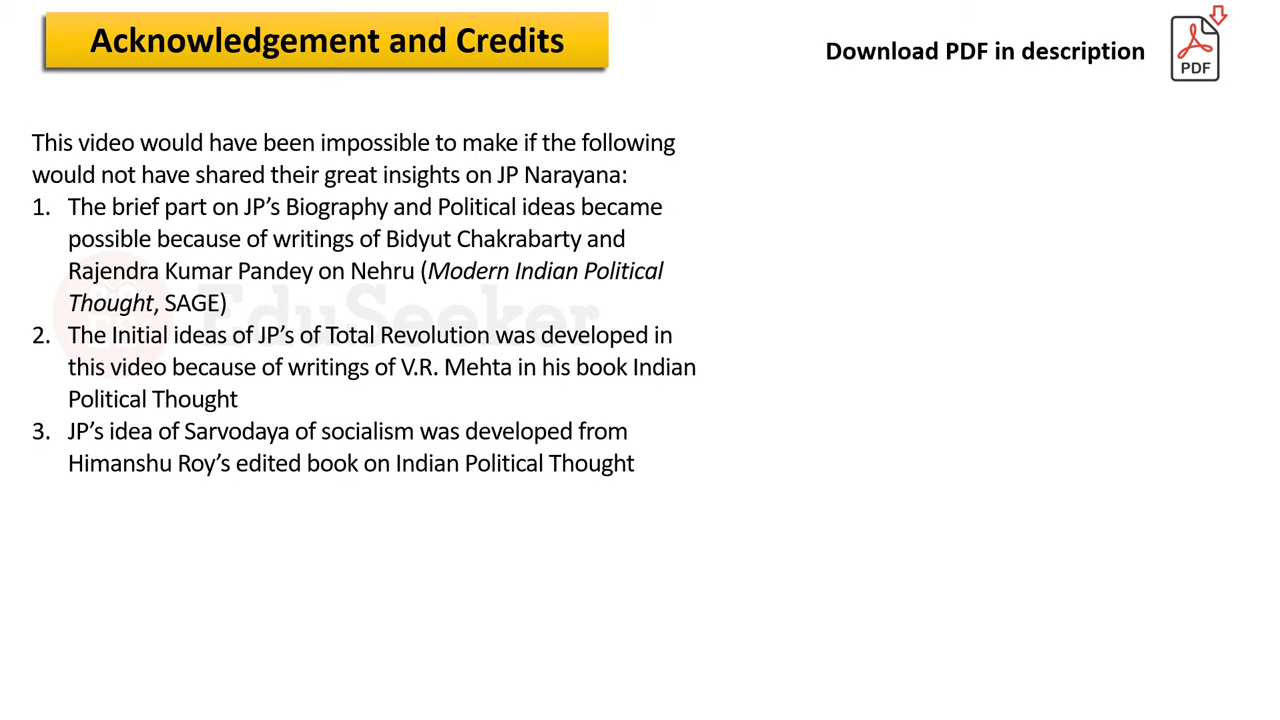 Acknowledgement and Credits
Download PDF in description
PDF
This video would have been impossible to make if the following
would not have shared their great insights on JP Narayana:
1. The brief part on JP’s Biography and Political ideas became
possible because of writings of Bidyut Chakrabarty and
Rajendra Kumar Pandey on Nehru (Modern Indian Political
Thought, SAGE)
2. The Initial ideas of JP’s of Total Revolution was developed in
this video because of writings of V.R. Mehta in his book Indian
Political Thought
3. JP’s idea of Sarvodaya of socialism was developed from
Himanshu Roy’s edited book on Indian Political Thought
EduSeeker